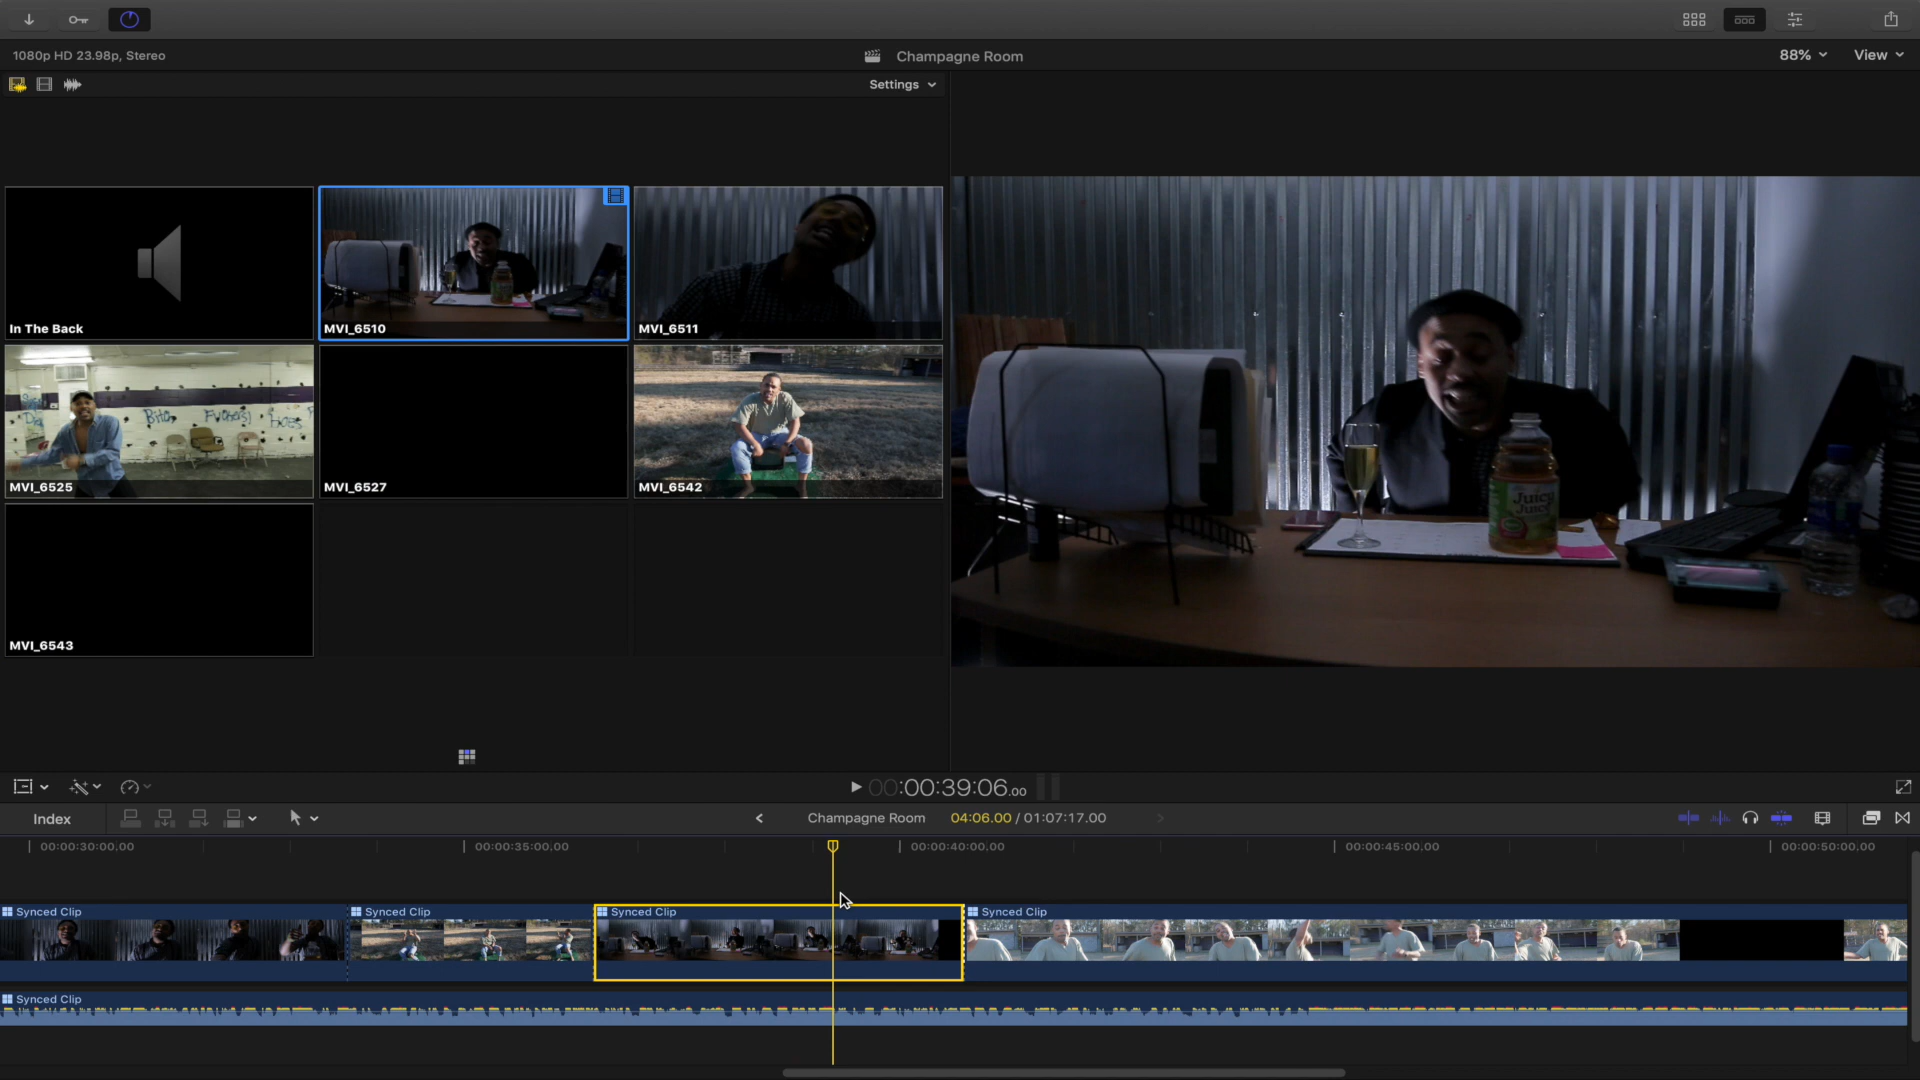 1080p HD 23.98p, Stereo
Champagne Room
88%
View
Settings
In The Back
MVI_6510
MVI_6511
MVI_6525
MVI_6527
MVI_6542
MVI_6543
Juicy
Juice
00:00:39:06.00
Index
Champagne Room
04:06.00 / 01:07:17.00
00:00:30:00.00
00:00:35:00.00
00:00:40:00.00
00:00:45:00.00
00:00:50:00.00
Synced Clip
Synced Clip
Synced Clip
Synced Clip
Synced Clip